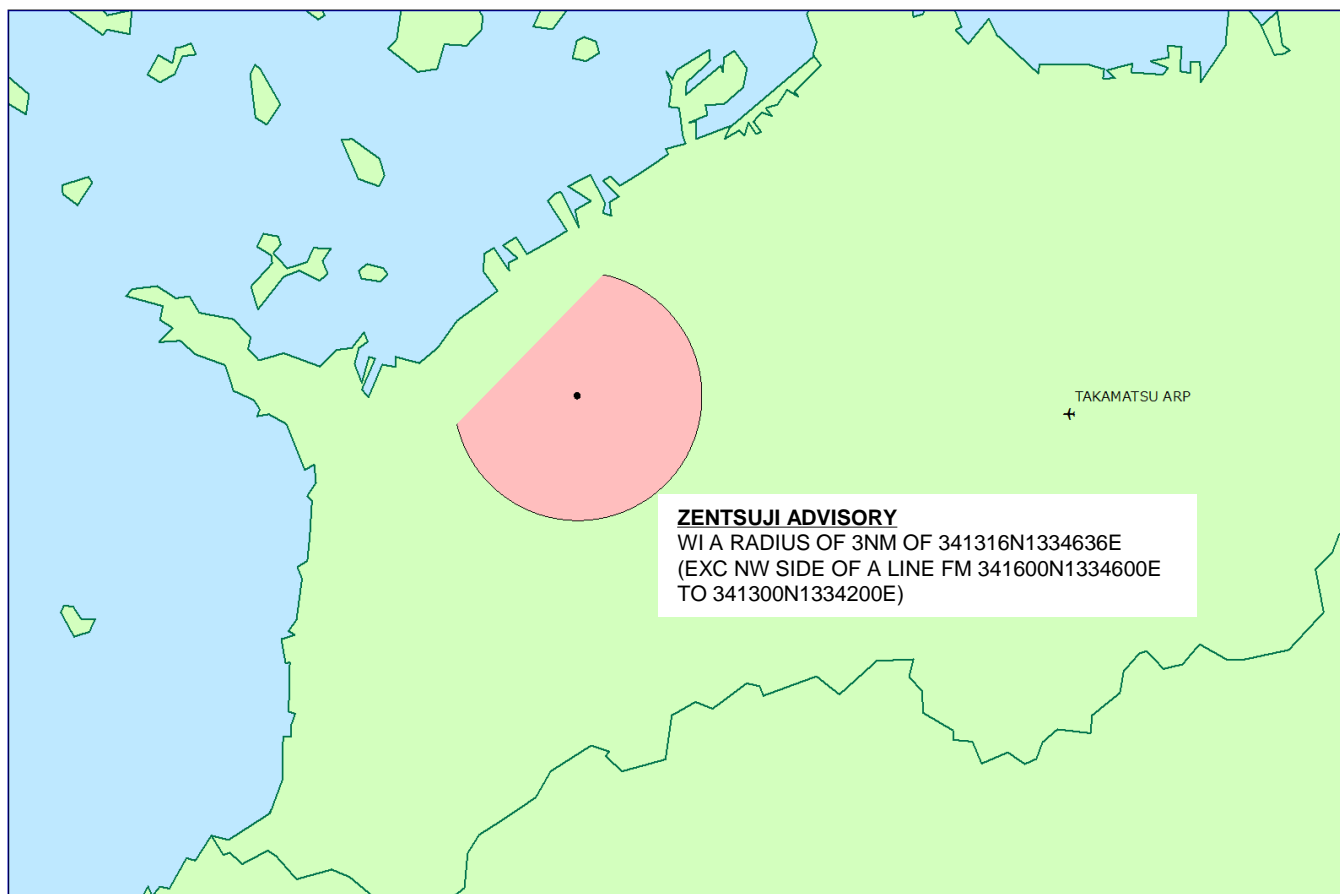 TAKAMATSU ARP
ZENTSUJI ADVISORY
WI A RADIUS OF 3NM OF 341316N1334636E
(EXC NW SIDE OF A LINE FM 341600N1334600E
TO 341300N1334200E)